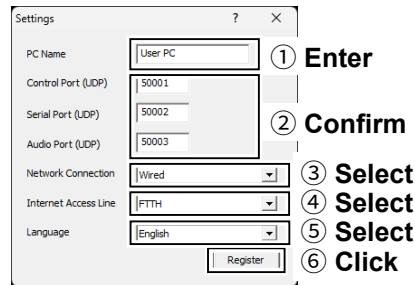 Settings ? ×
PC Name User PC ① Enter
Control Port (UDP) 50001
Serial Port (UDP) 50002 ② Confirm
Audio Port (UDP) 50003
Network Connection Wired ③ Select
Internet Access Line FTTH ④ Select
Language English ⑤ Select
Register ⑥ Click